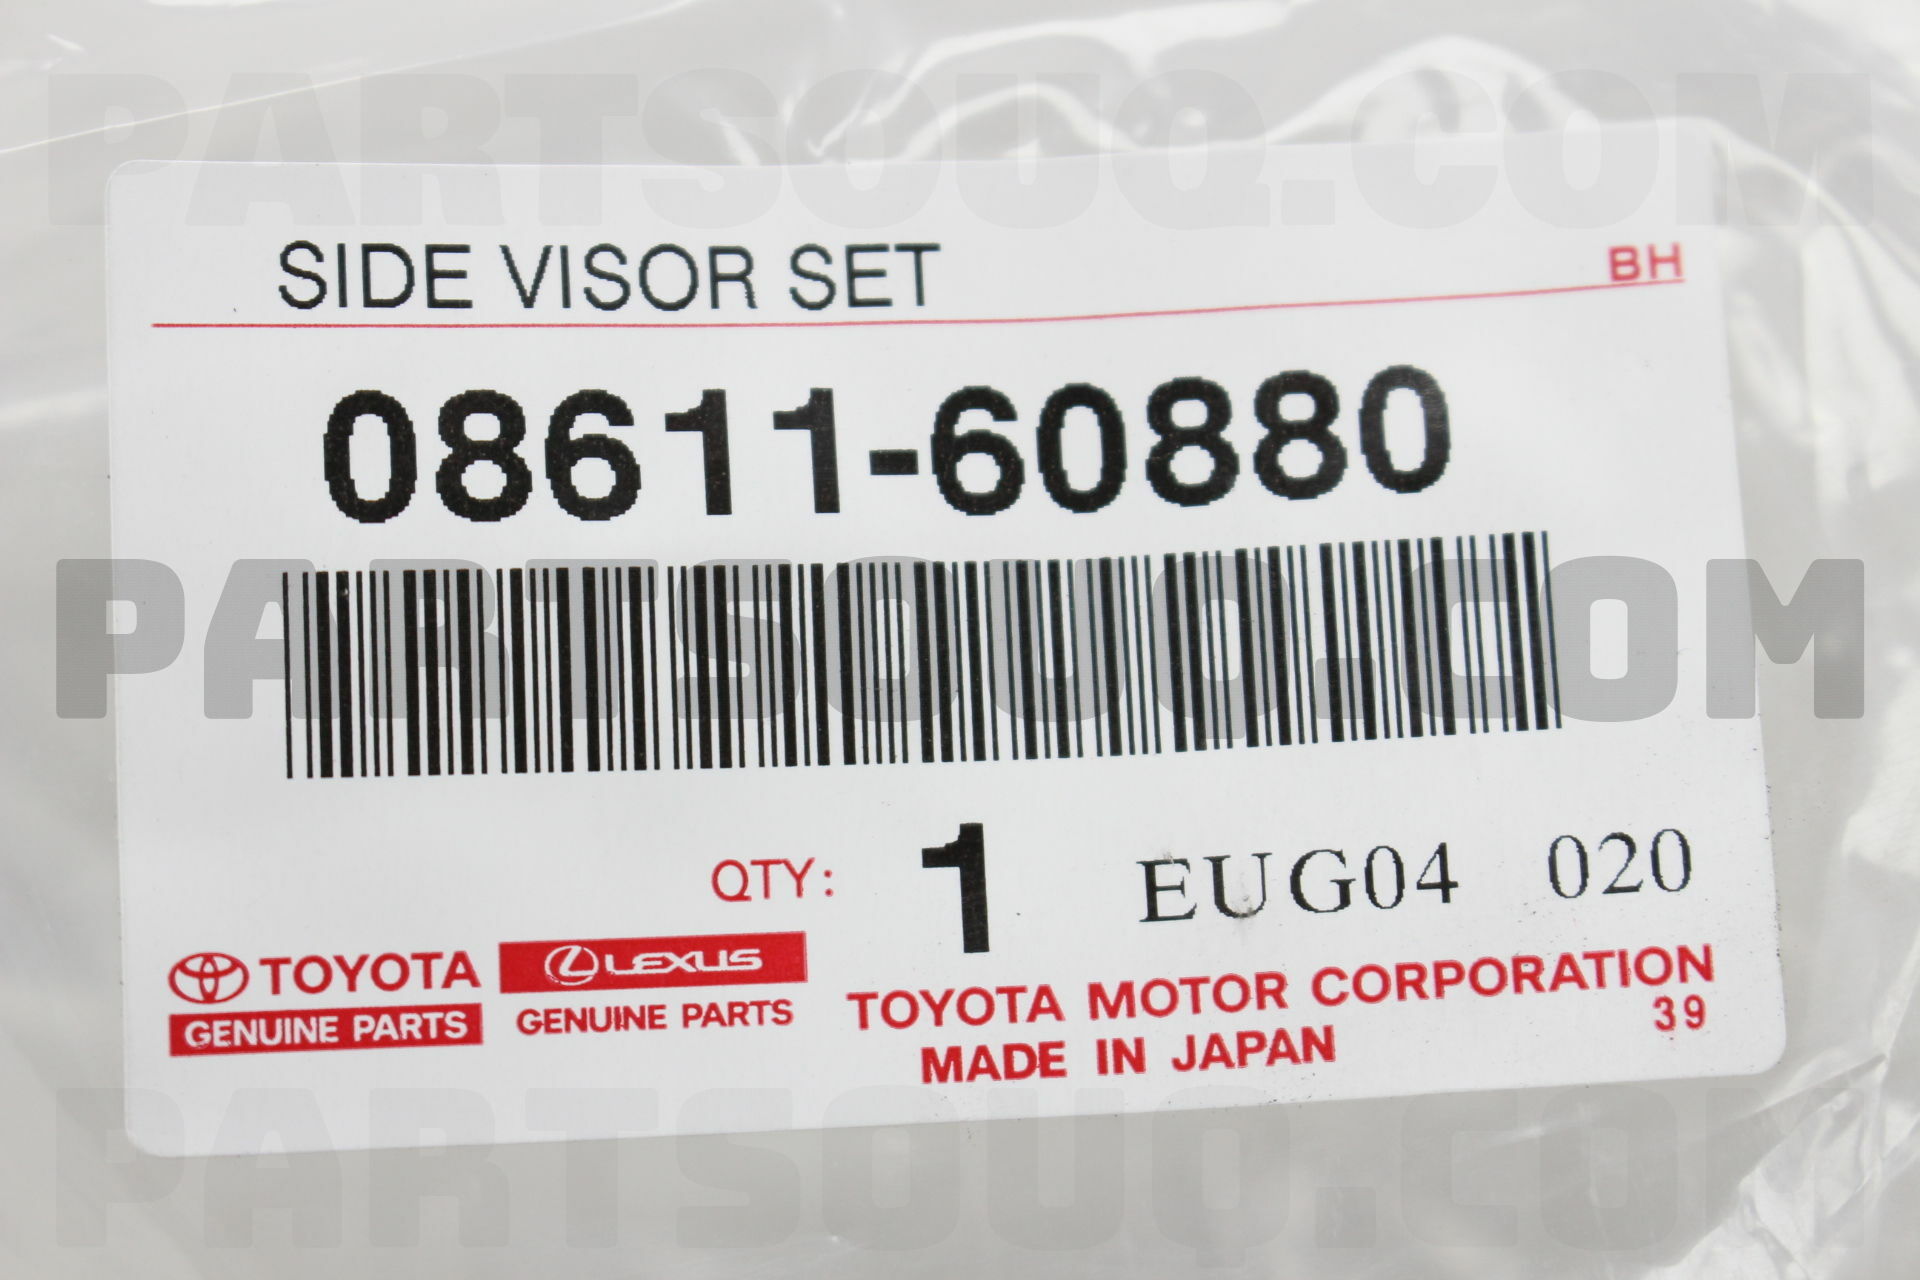 PARTSOUQ.COM
SIDE VISOR SET
BH
08611-60880
PARTSOUQ.COM
QTY: 1 EUG04 020
TOYOTA
GENUINE PARTS
LEXUS
GENUINE PARTS
TOYOTA MOTOR CORPORATION
39
MADE IN JAPAN
PARTSOUQ.COM